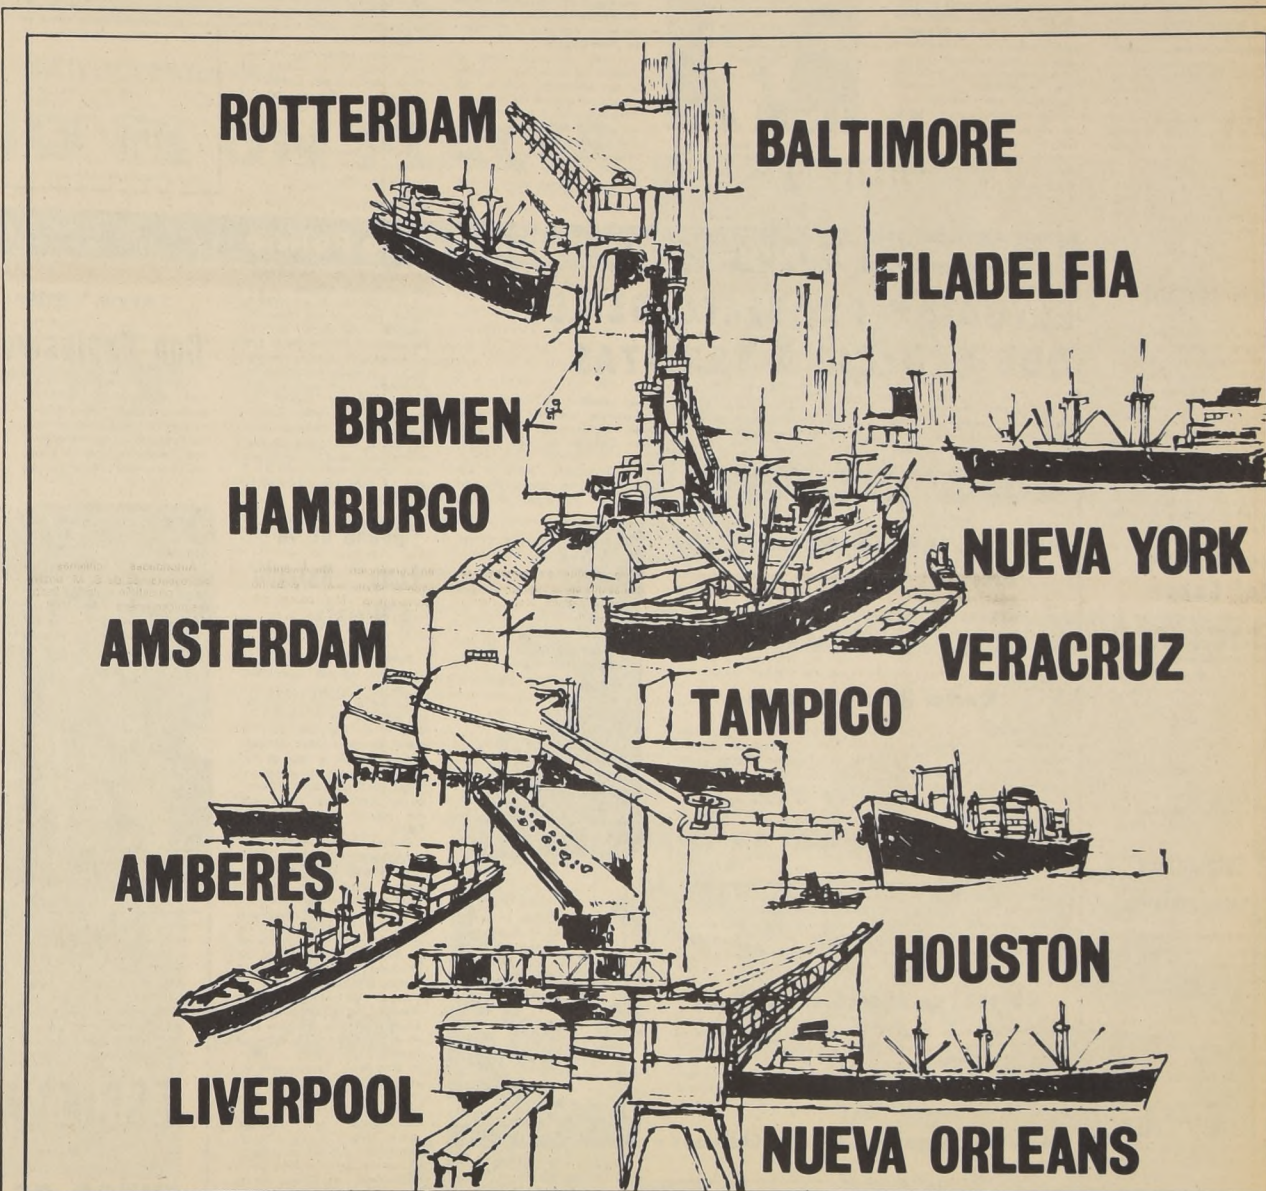 ROTTERDAM
BALTIMORE
FILADELFIA
BREMEN
HAMBURGO
NUEVA YORK
AMSTERDAM
VERACRUZ
TAMPICO
AMBERES
HOUSTON
LIVERPOOL
NUEVA ORLEANS